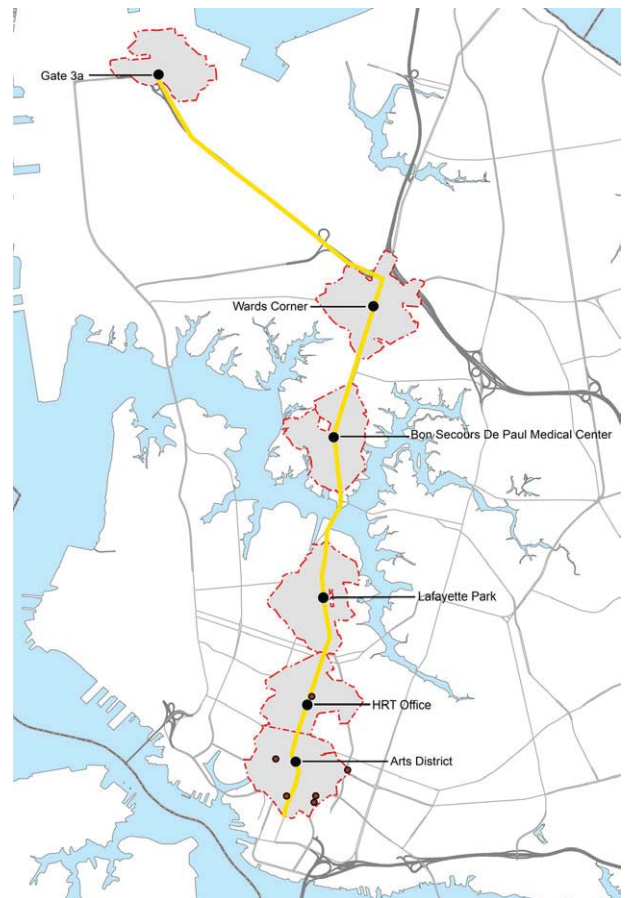 Gate 3a
Wards Corner
Bon Secours De Paul Medical Center
Lafayette Park
HRT Office
Arts District